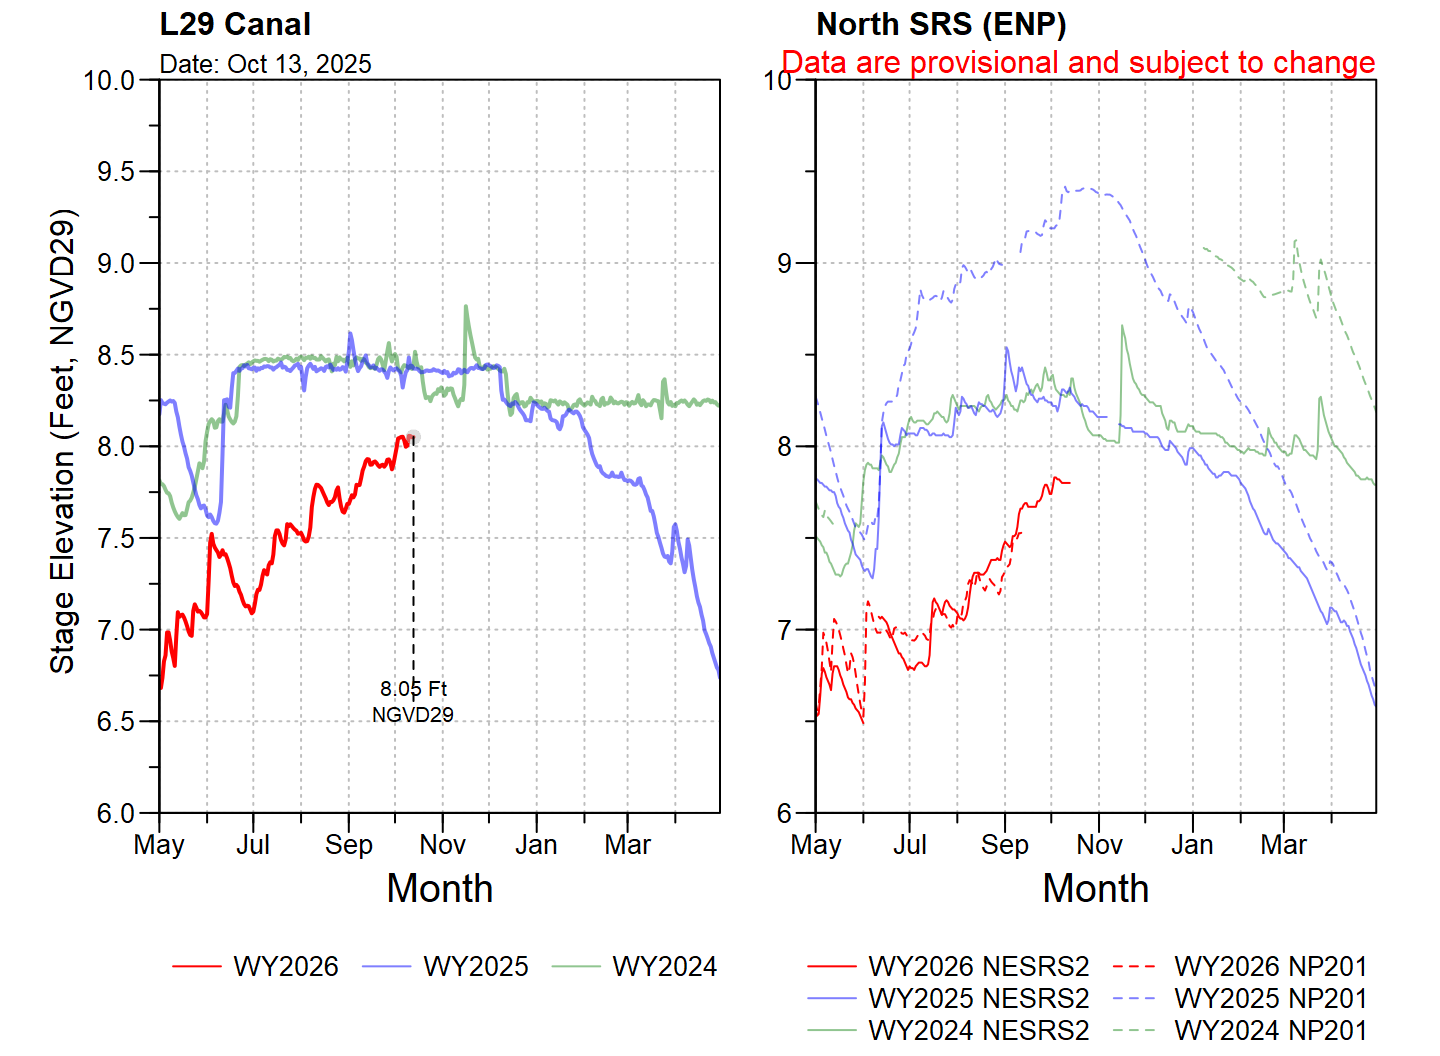 L29 Canal
Date: Oct 13, 2025
North SRS (ENP)
Data are provisional and subject to change
Stage Elevation (Feet, NGVD29)
10.0
9.5
9.0
8.5
8.0
7.5
7.0
6.5
6.0
8.05 Ft
NGVD29
May Jul Sep Nov Jan Mar
Month
10
9
8
7
6
May Jul Sep Nov Jan Mar
Month
WY2026 WY2025 WY2024
WY2026 NESRS2 WY2026 NP201
WY2025 NESRS2 WY2025 NP201
WY2024 NESRS2 WY2024 NP201